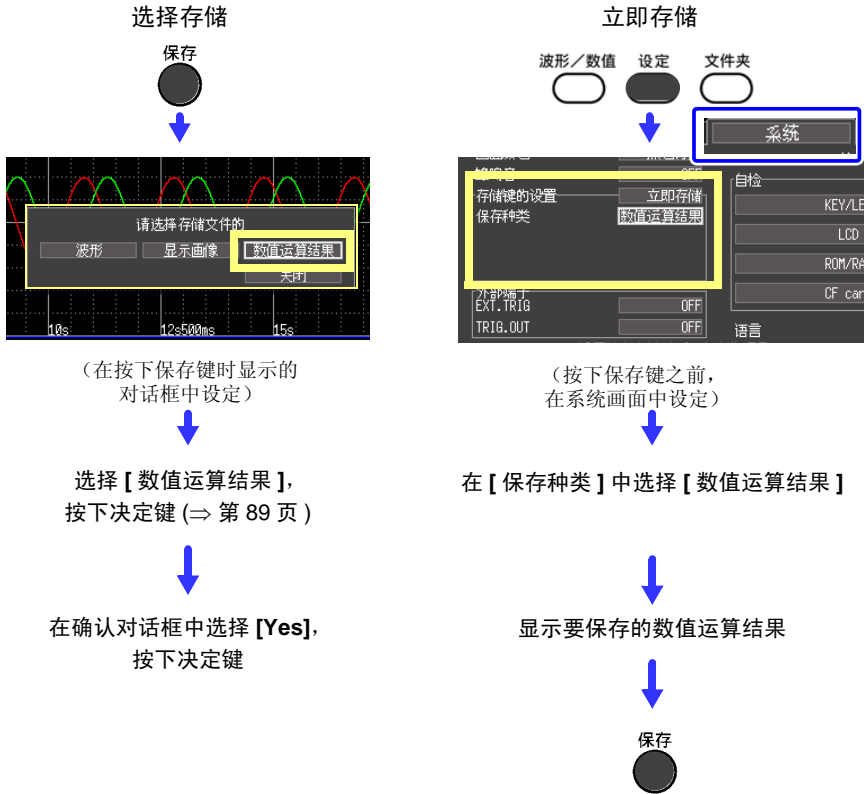 选择存储
保存
请选择存储文件的
波形 显示画像 数值运算结果
关闭
10s 12s500ms 15s
（在按下保存键时显示的
对话框中设定）
选择 [ 数值运算结果 ]，
按下决定键 (⇒ 第 89 页 )
在确认对话框中选择 [Yes]，
按下决定键
立即存储
波形／数值 设定 文件夹
系统
OFF
存储键的设置 立即存储
保存种类 数值运算结果
外部端子
EXT.TRIG OFF
TRIG.OUT OFF
自检
KEY/LE
LCD
ROM/RA
CF car
语言
（按下保存键之前，
在系统画面中设定）
在 [ 保存种类 ] 中选择 [ 数值运算结果 ]
显示要保存的数值运算结果
保存